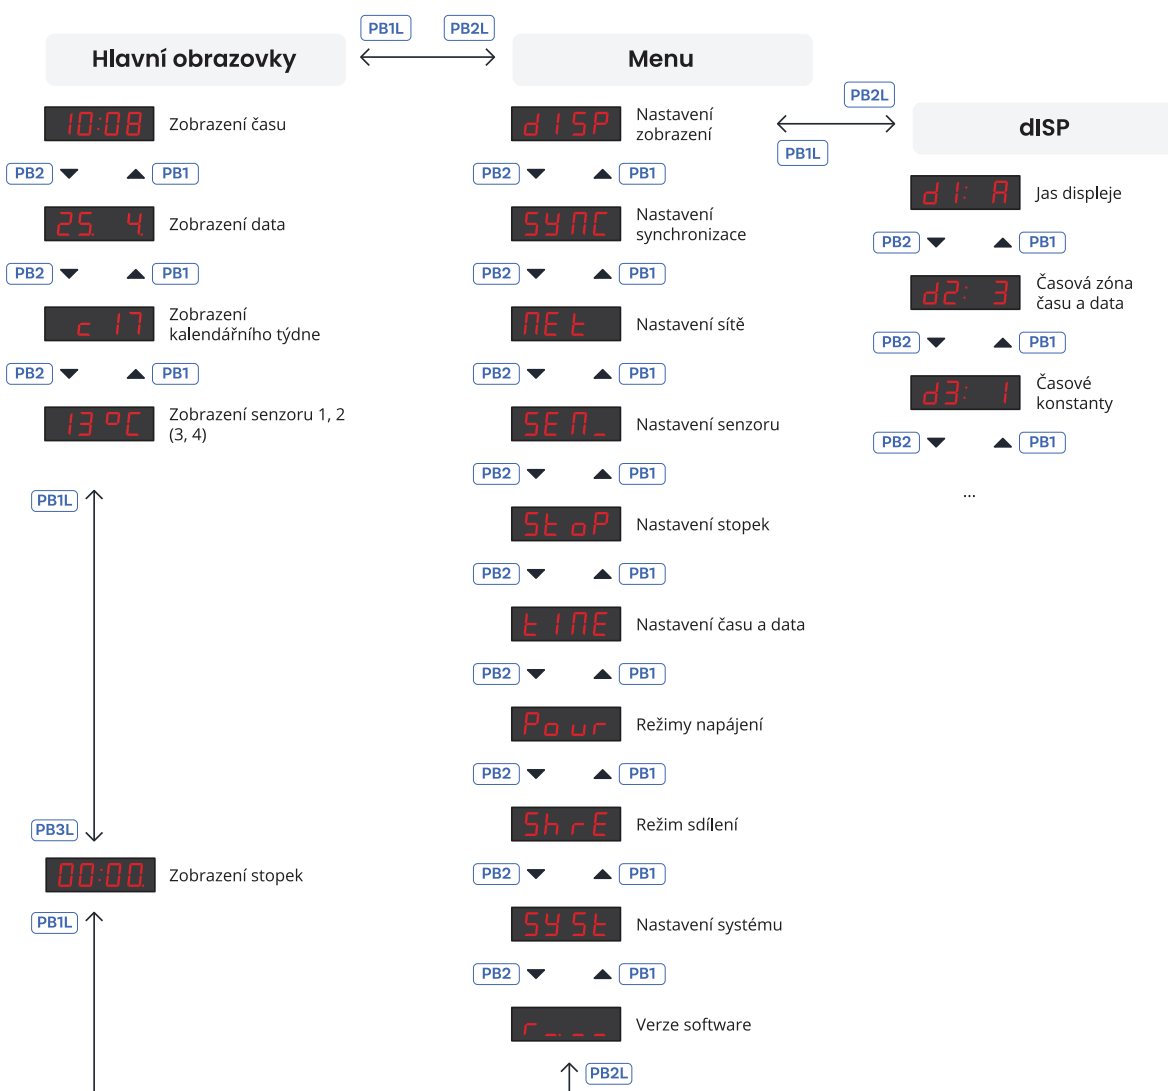 PB1L
PB2L
Hlavní obrazovky
Menu
10:08
Zobrazení času
PB2
PB1
25. 4.
Zobrazení data
PB2
PB1
c 17
Zobrazení
kalendářního týdne
PB2
PB1
13 °C
Zobrazení senzoru 1, 2
(3, 4)
PB1L
PB3L
00:00.
Zobrazení stopek
PB1L
dISP
Nastavení
zobrazení
PB2
PB1
SYNC
Nastavení
synchronizace
PB2
PB1
NEt
Nastavení sítě
PB2
PB1
SEN_
Nastavení senzoru
PB2
PB1
StoP
Nastavení stopek
PB2
PB1
tIME
Nastavení času a data
PB2
PB1
Pour
Režimy napájení
PB2
PB1
ShrE
Režim sdílení
PB2
PB1
SYSt
Nastavení systému
PB2
PB1
r _._ _
Verze software
PB2L
PB2L
PB1L
dISP
d1: A
Jas displeje
PB2
PB1
d2: 3
Časová zóna
času a data
PB2
PB1
d3: 1
Časové
konstanty
PB2
PB1
...